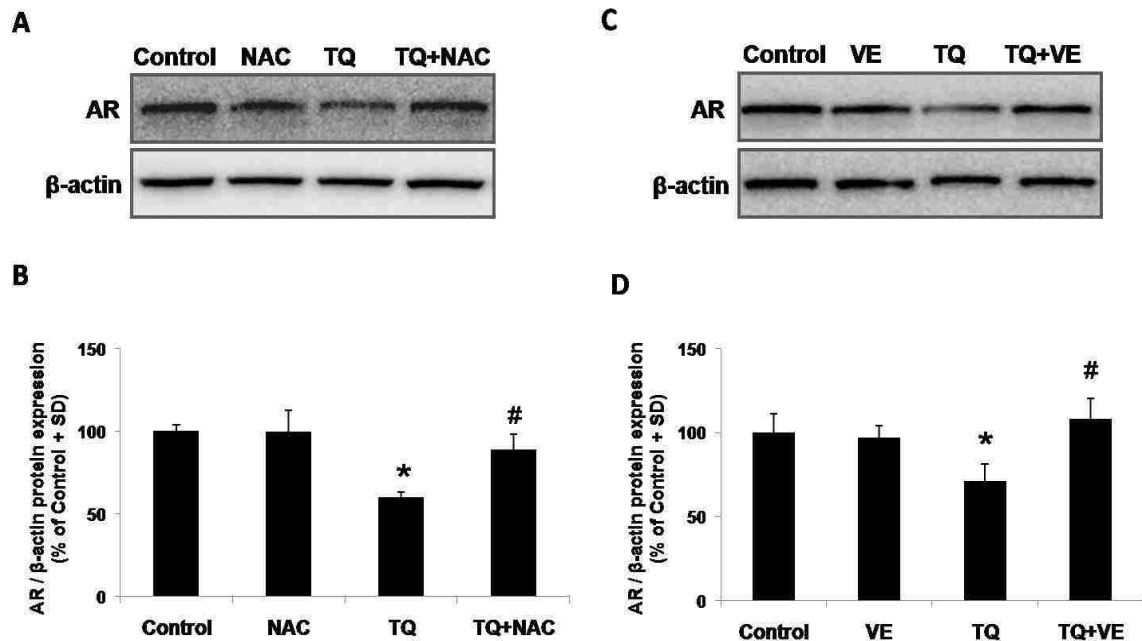 A
Control NAC TQ TQ+NAC
AR
β-actin
B
AR / β-actin protein expression
(% of Control + SD)
150
100
50
0
*
#
Control NAC TQ TQ+NAC
C
Control VE TQ TQ+VE
AR
β-actin
D
AR / β-actin protein expression
(% of Control + SD)
150
100
50
0
*
#
Control VE TQ TQ+VE